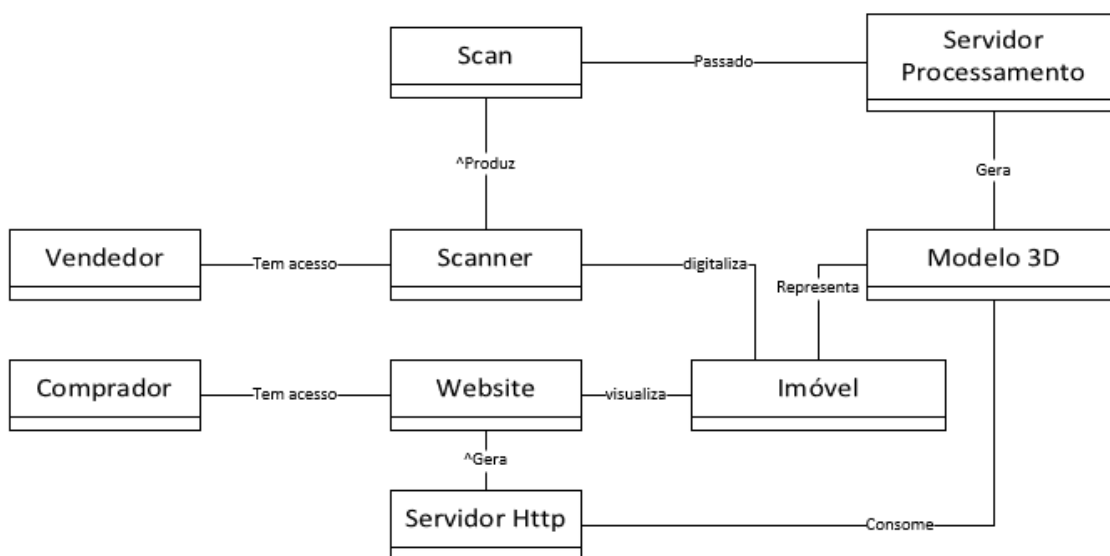 Scan
Passado
Servidor
Processamento
^Produz
Gera
Vendedor
Tem acesso
Scanner
digitaliza
Modelo 3D
Representa
Comprador
Tem acesso
Website
visualiza
Imóvel
^Gera
Servidor Http
Consome